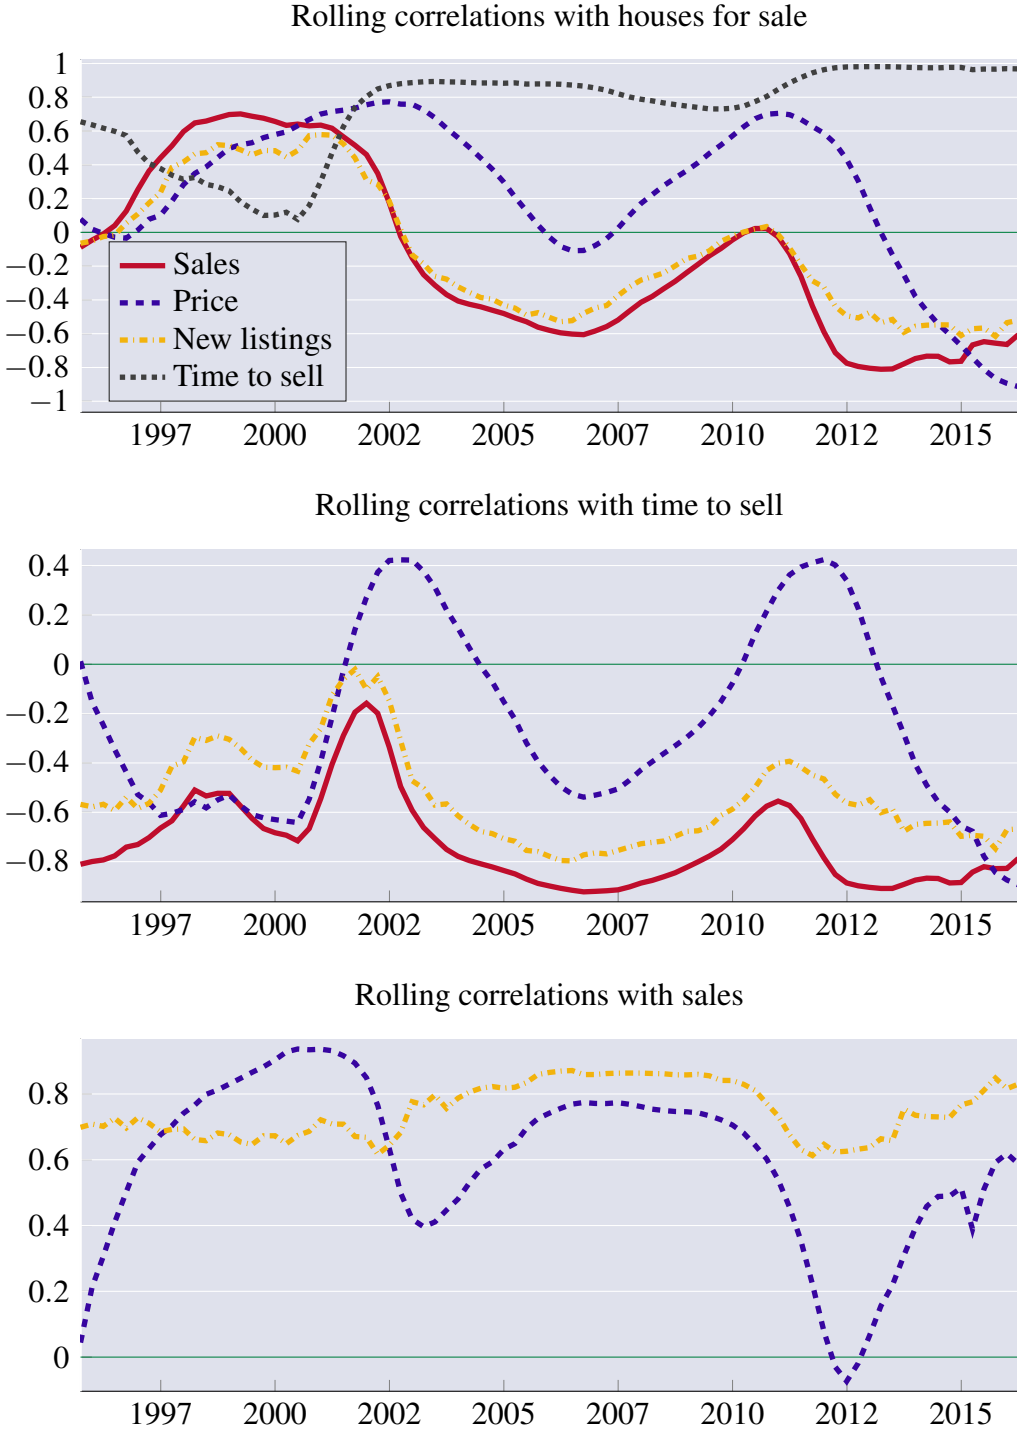 Rolling correlations with houses for sale
1
0.8
0.6
0.4
0.2
0
−0.2
−0.4
−0.6
−0.8
−1
Sales
Price
New listings
Time to sell
1997 2000 2002 2005 2007 2010 2012 2015
Rolling correlations with time to sell
0.4
0.2
0
−0.2
−0.4
−0.6
−0.8
1997 2000 2002 2005 2007 2010 2012 2015
Rolling correlations with sales
0.8
0.6
0.4
0.2
0
1997 2000 2002 2005 2007 2010 2012 2015